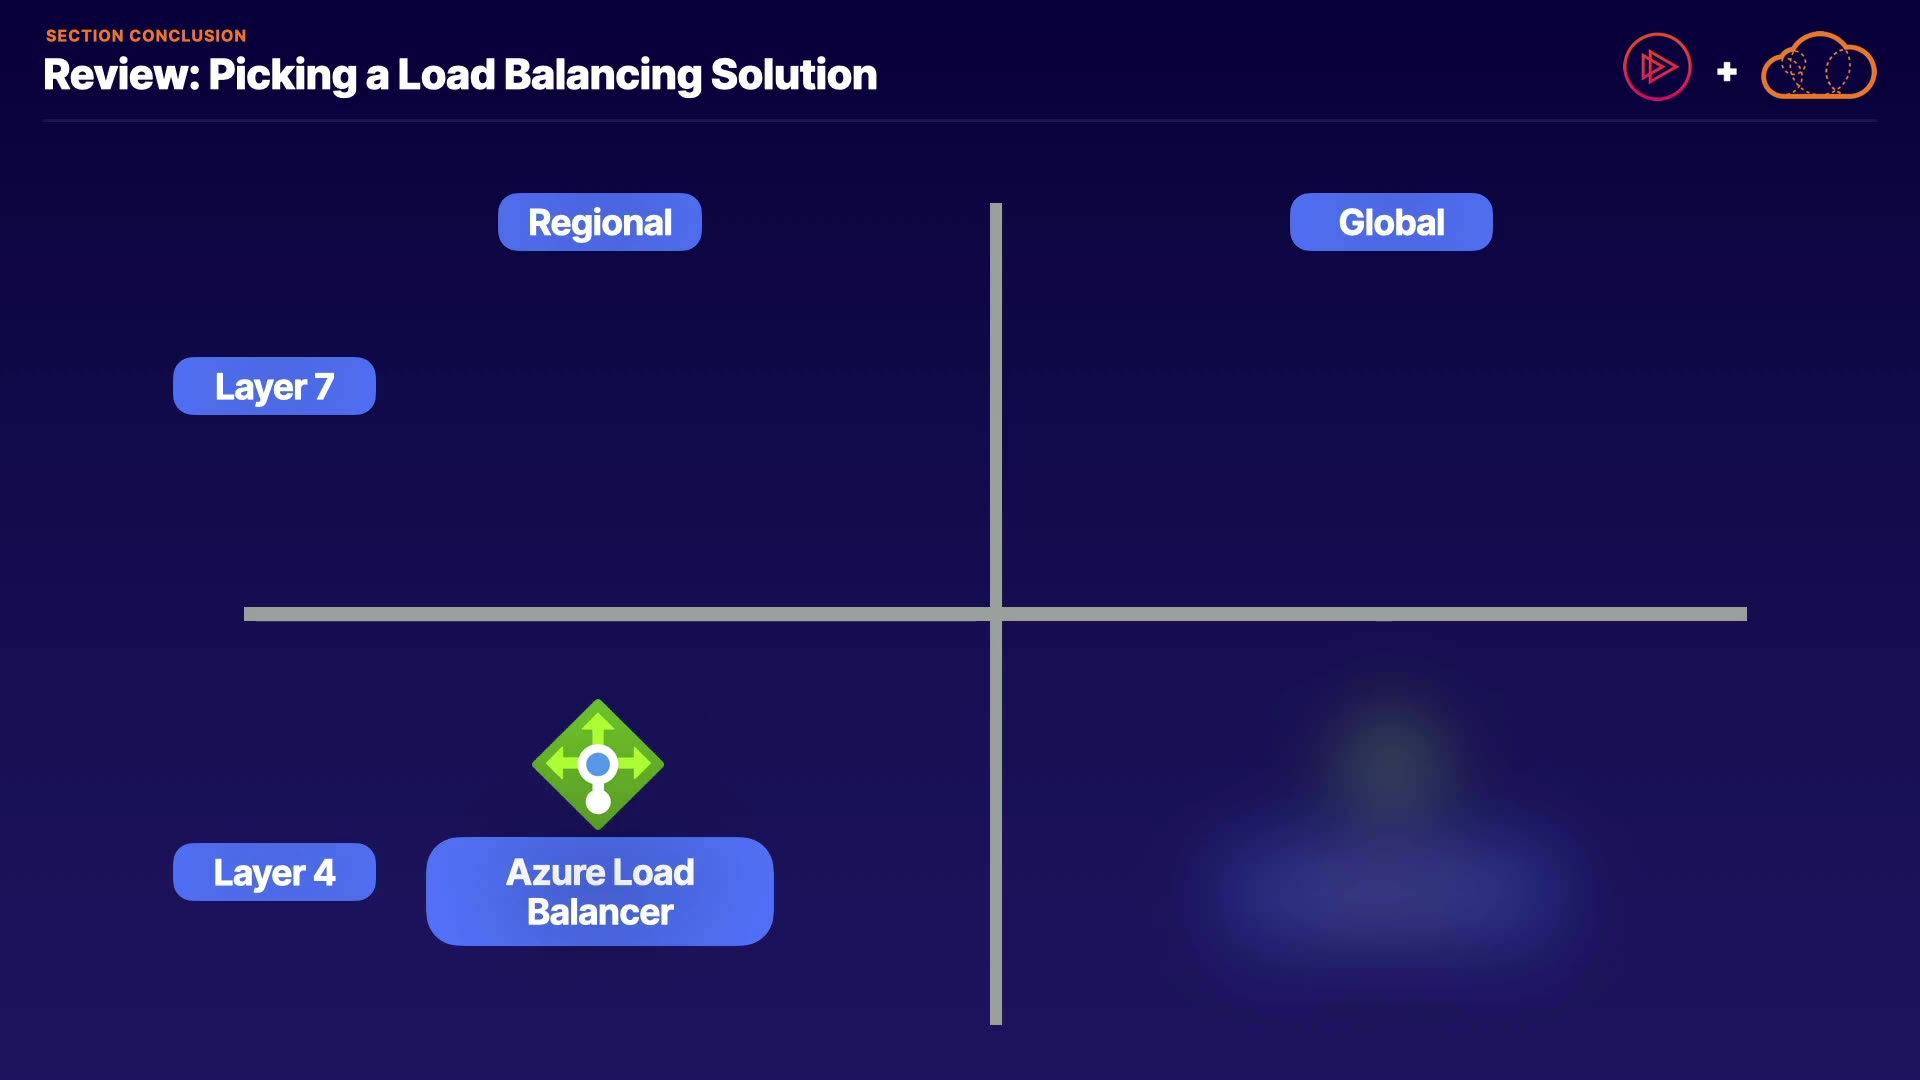 SECTION CONCLUSION
Review: Picking a Load Balancing Solution
Regional
Global
Layer 7
Layer 4
Azure Load
Balancer